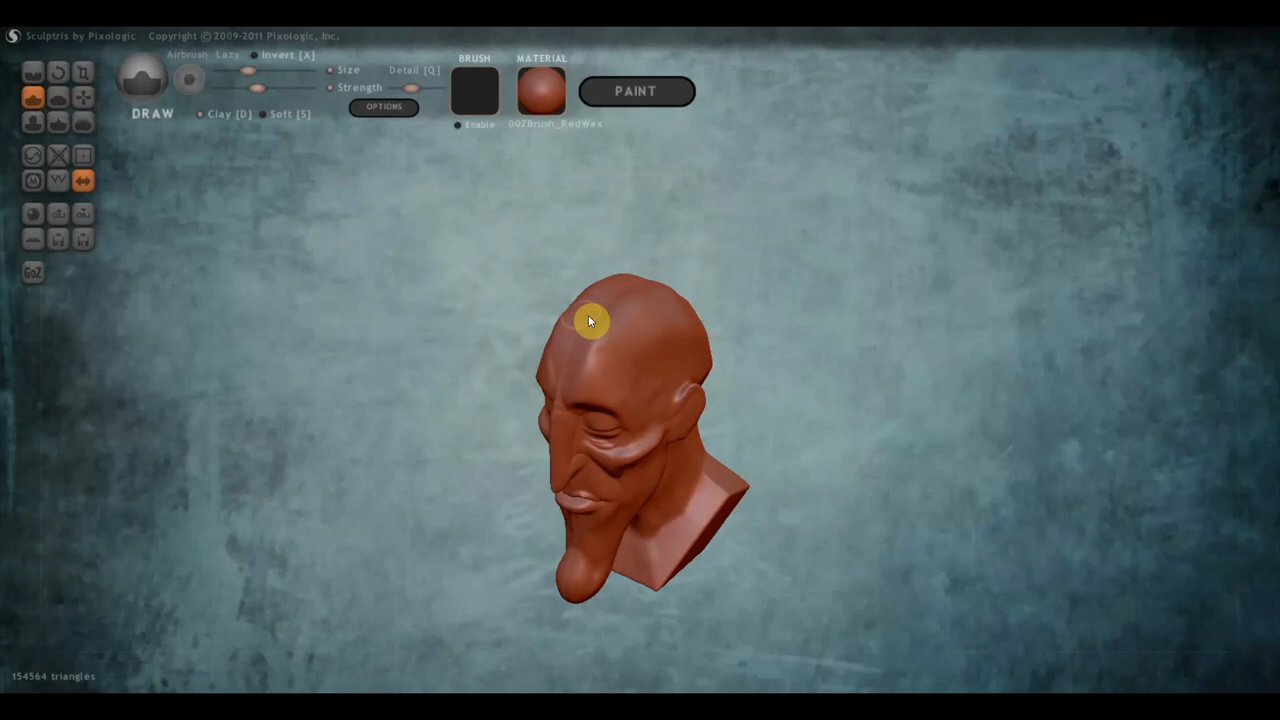 Sculptris by Pixologic Copyright ©2009-2011 Pixologic, Inc.
Airbrush Lazy Invert [X]
Size Detail [Q]
Strength
OPTIONS
DRAW Clay [D] Soft [S]
BRUSH MATERIAL
PAINT
Enable 00ZBrush_RedWax
GoZ
154564 triangles